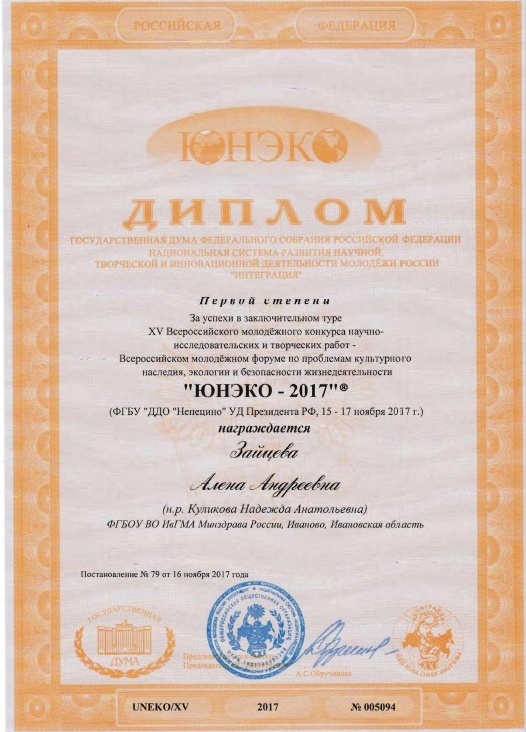 РОССИЙСКАЯ ФЕДЕРАЦИЯ
ЮНЭКО
ДИПЛОМ
ГОСУДАРСТВЕННАЯ ДУМА ФЕДЕРАЛЬНОГО СОБРАНИЯ РОССИЙСКОЙ ФЕДЕРАЦИИ
НАЦИОНАЛЬНАЯ СИСТЕМА РАЗВИТИЯ НАУЧНОЙ,
ТВОРЧЕСКОЙ И ИННОВАЦИОННОЙ ДЕЯТЕЛЬНОСТИ МОЛОДЁЖИ РОССИИ
"ИНТЕГРАЦИЯ"
Первой степени
За успехи в заключительном туре
XV Всероссийского молодёжного конкурса научно-
исследовательских и творческих работ -
Всероссийском молодёжном форуме по проблемам культурного
наследия, экологии и безопасности жизнедеятельности
"ЮНЭКО - 2017"®
(ФГБУ "ДДО "Непецино" УД Президента РФ, 15 - 17 ноября 2017 г.)
награждается
Зайцева
Алена Андреевна
(н.р. Куликова Надежда Анатольевна)
ФГБОУ ВО ИвГМА Минздрава России, Иваново, Ивановская область
Постановление № 79 от 16 ноября 2017 года
ГОСУДАРСТВЕННАЯ
ДУМА
А.С.Обручников
UNEKO/XV 2017 № 005094